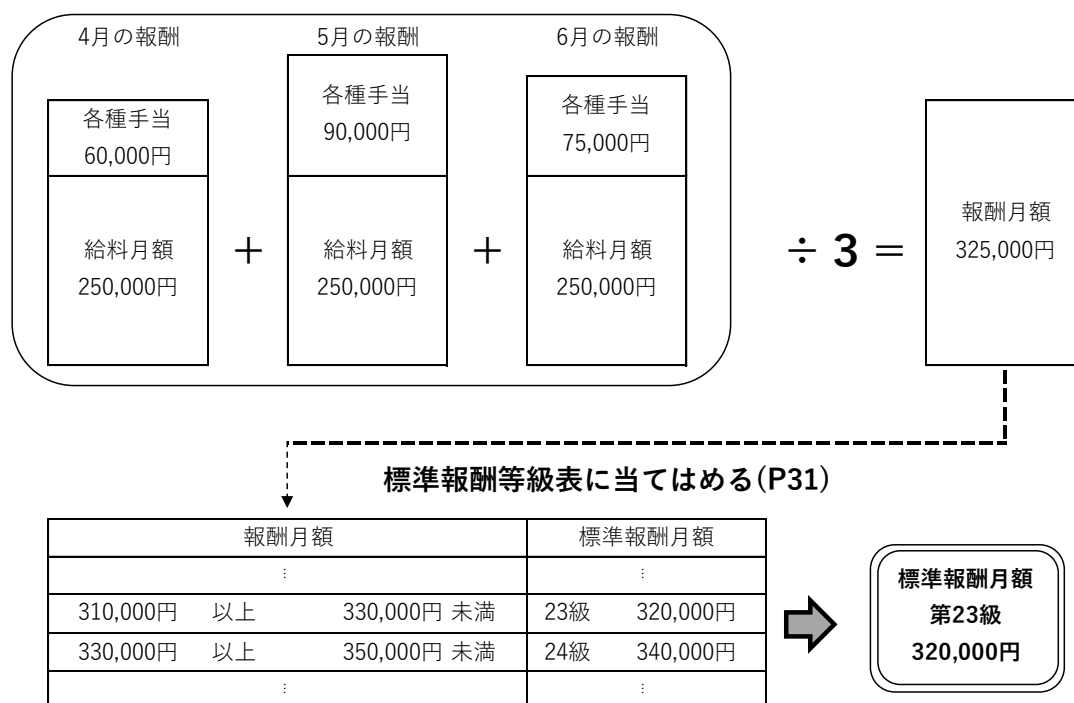 4月の報酬
5月の報酬
6月の報酬
各種手当
60,000円
各種手当
90,000円
各種手当
75,000円
給料月額
250,000円
+
給料月額
250,000円
+
給料月額
250,000円
÷ 3 =
報酬月額
325,000円
標準報酬等級表に当てはめる(P31)
報酬月額 標準報酬月額
⋮ ⋮
310,000円 以上 330,000円 未満 23級 320,000円
330,000円 以上 350,000円 未満 24級 340,000円
⋮ ⋮
標準報酬月額
第23級
320,000円